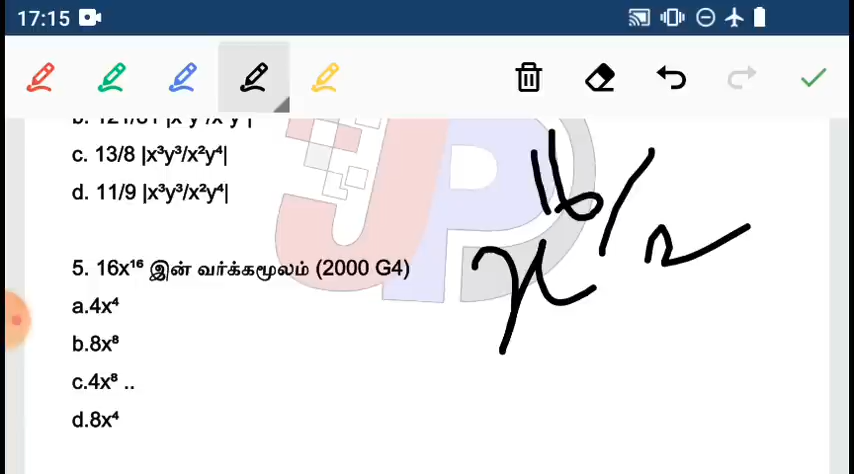 17:15
c. 13/8 |x³y³/x²y⁴|
d. 11/9 |x³y³/x²y⁴|
5. 16x¹⁶ இன் வர்க்கமூலம் (2000 G4)
a.4x⁴
b.8x⁸
c.4x⁸ ..
d.8x⁴
x 16/2